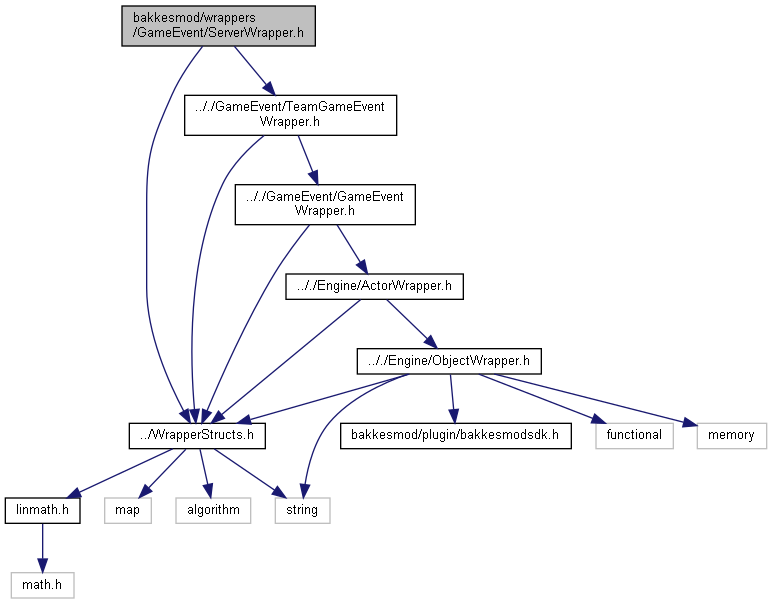 bakkesmod/wrappers
/GameEvent/ServerWrapper.h
.././GameEvent/TeamGameEvent
Wrapper.h
.././GameEvent/GameEvent
Wrapper.h
.././Engine/ActorWrapper.h
.././Engine/ObjectWrapper.h
../WrapperStructs.h
bakkesmod/plugin/bakkesmodsdk.h
functional
memory
linmath.h
map
algorithm
string
math.h